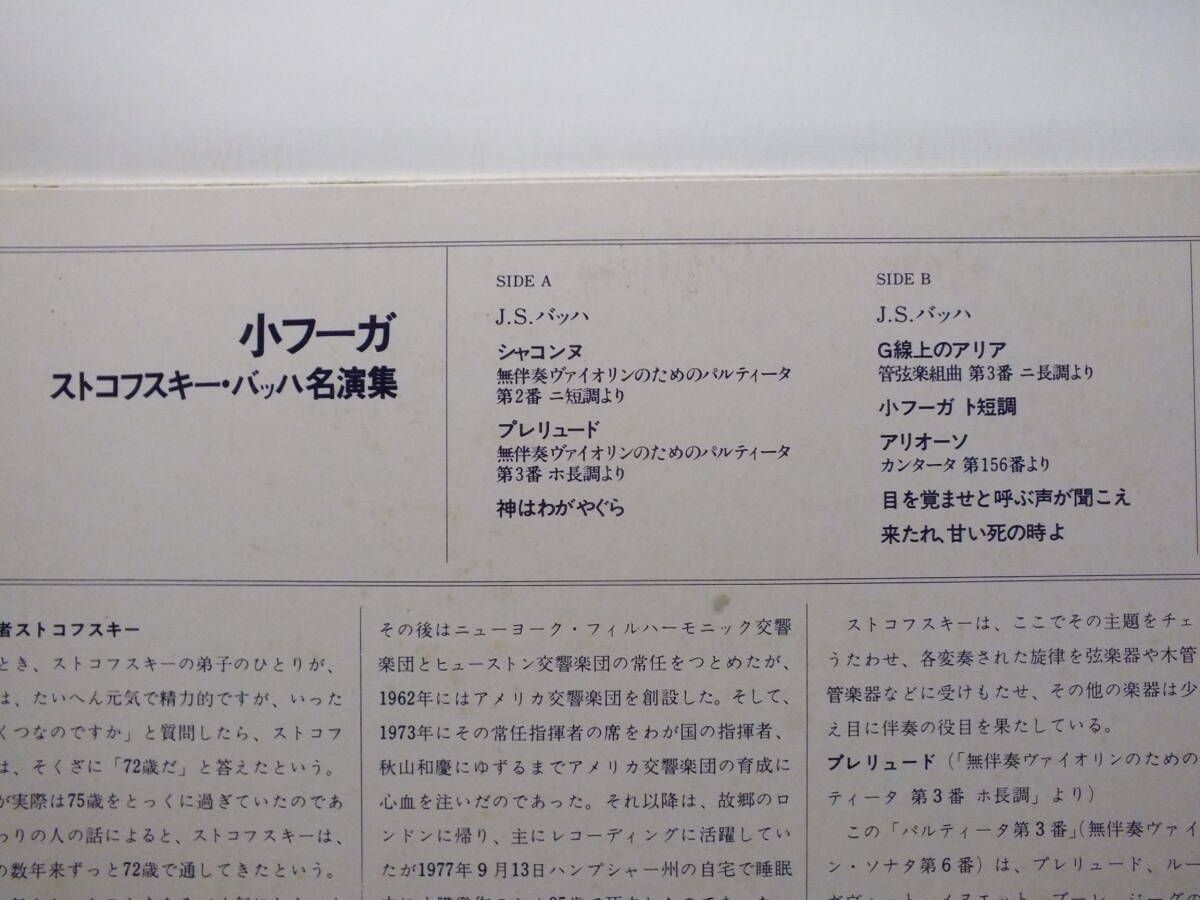 小フーガ
ストコフスキー・バッハ名演集
SIDE A
J.S.バッハ
シャコンヌ
無伴奏ヴァイオリンのためのパルティータ
第2番 ニ短調より
プレリュード
無伴奏ヴァイオリンのためのパルティータ
第3番 ホ長調より
神はわがやぐら
SIDE B
J.S.バッハ
G線上のアリア
管弦楽組曲 第3番 ニ長調より
小フーガ ト短調
アリオーソ
カンタータ 第156番より
目を覚ませと呼ぶ声が聞こえ
来たれ、甘い死の時よ
者ストコフスキー
とき、ストコフスキーの弟子のひとりが、
は、たいへん元気で精力的ですが、いった
くつなのですか」と質問したら、ストコフ
は、そくざに「72歳だ」と答えたという。
が実際は75歳をとっくに過ぎていたのであ
わりの人の話によると、ストコフスキーは、
の数年来ずっと72歳で通してきたという。
その後はニューヨーク・フィルハーモニック交響
楽団とヒューストン交響楽団の常任をつとめたが、
1962年にはアメリカ交響楽団を創設した。そして、
1973年にその常任指揮者の席をわが国の指揮者、
秋山和慶にゆずるまでアメリカ交響楽団の育成に
心血を注いだのであった。それ以降は、故郷のロ
ンドンに帰り、主にレコーディングに活躍してい
たが1977年9月13日ハンプシャー州の自宅で睡眠
ストコフスキーは、ここでその主題をチェ
うたわせ、各変奏された旋律を弦楽器や木管
管楽器などに受けもたせ、その他の楽器は少
え目に伴奏の役目を果たしている。
プレリュード(「無伴奏ヴァイオリンのための
ティータ 第3番 ホ長調」より)
この「パルティータ第3番」(無伴奏ヴァイ
ン・ソナタ第6番)は、プレリュード、ルー